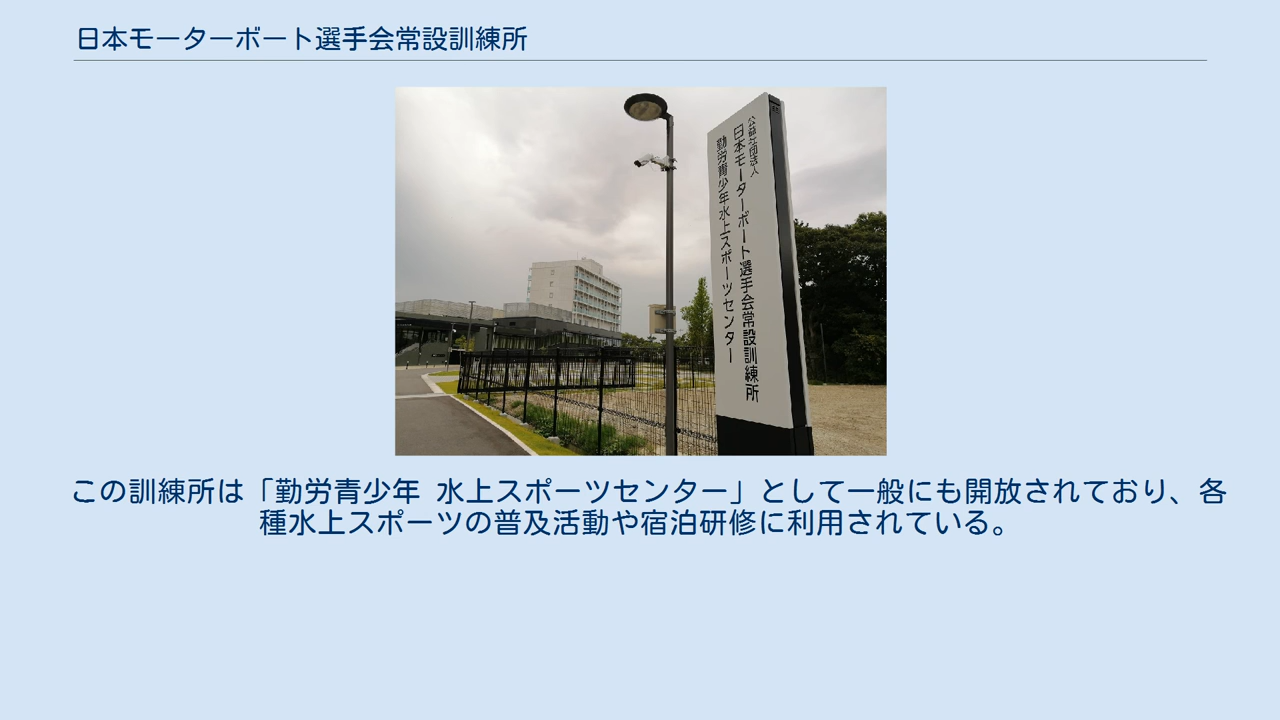 日本モーターボート選手会常設訓練所
公益社団法人
日本モーターボート選手会常設訓練所
勤労青少年水上スポーツセンター
この訓練所は「勤労青少年 水上スポーツセンター」として一般にも開放されており、各
種水上スポーツの普及活動や宿泊研修に利用されている。